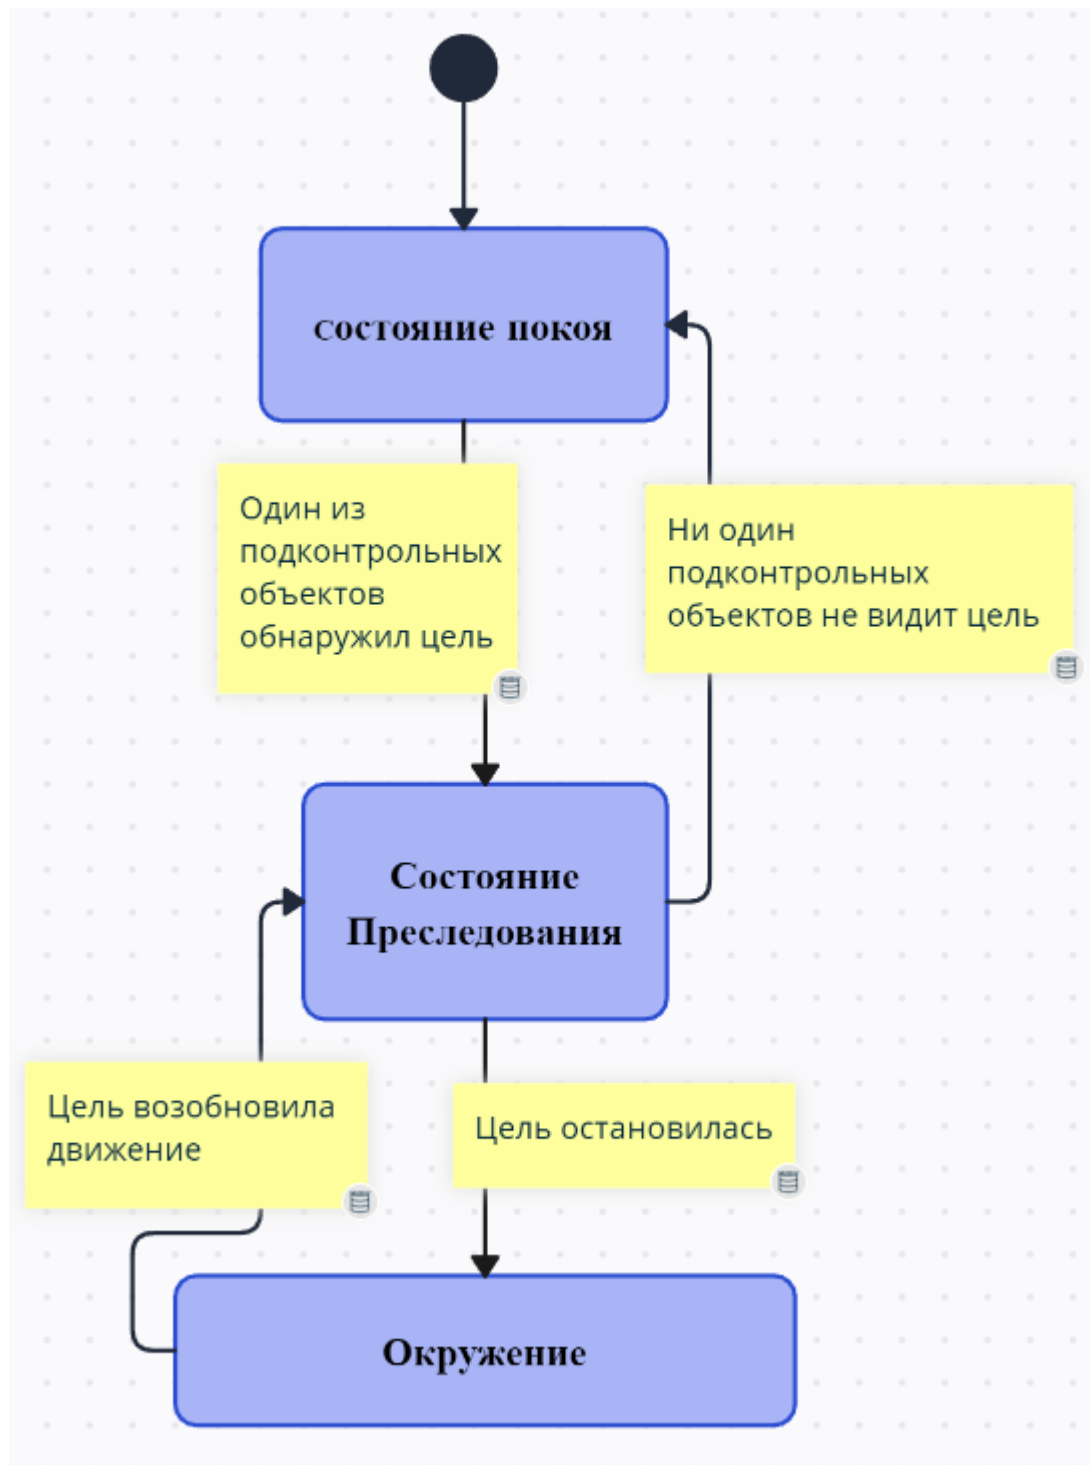 состояние покоя
Один из
подконтрольных
объектов
обнаружил цель
Ни один
подконтрольных
объектов не видит цель
Состояние
Преследования
Цель возобновила
движение
Цель остановилась
Окружение